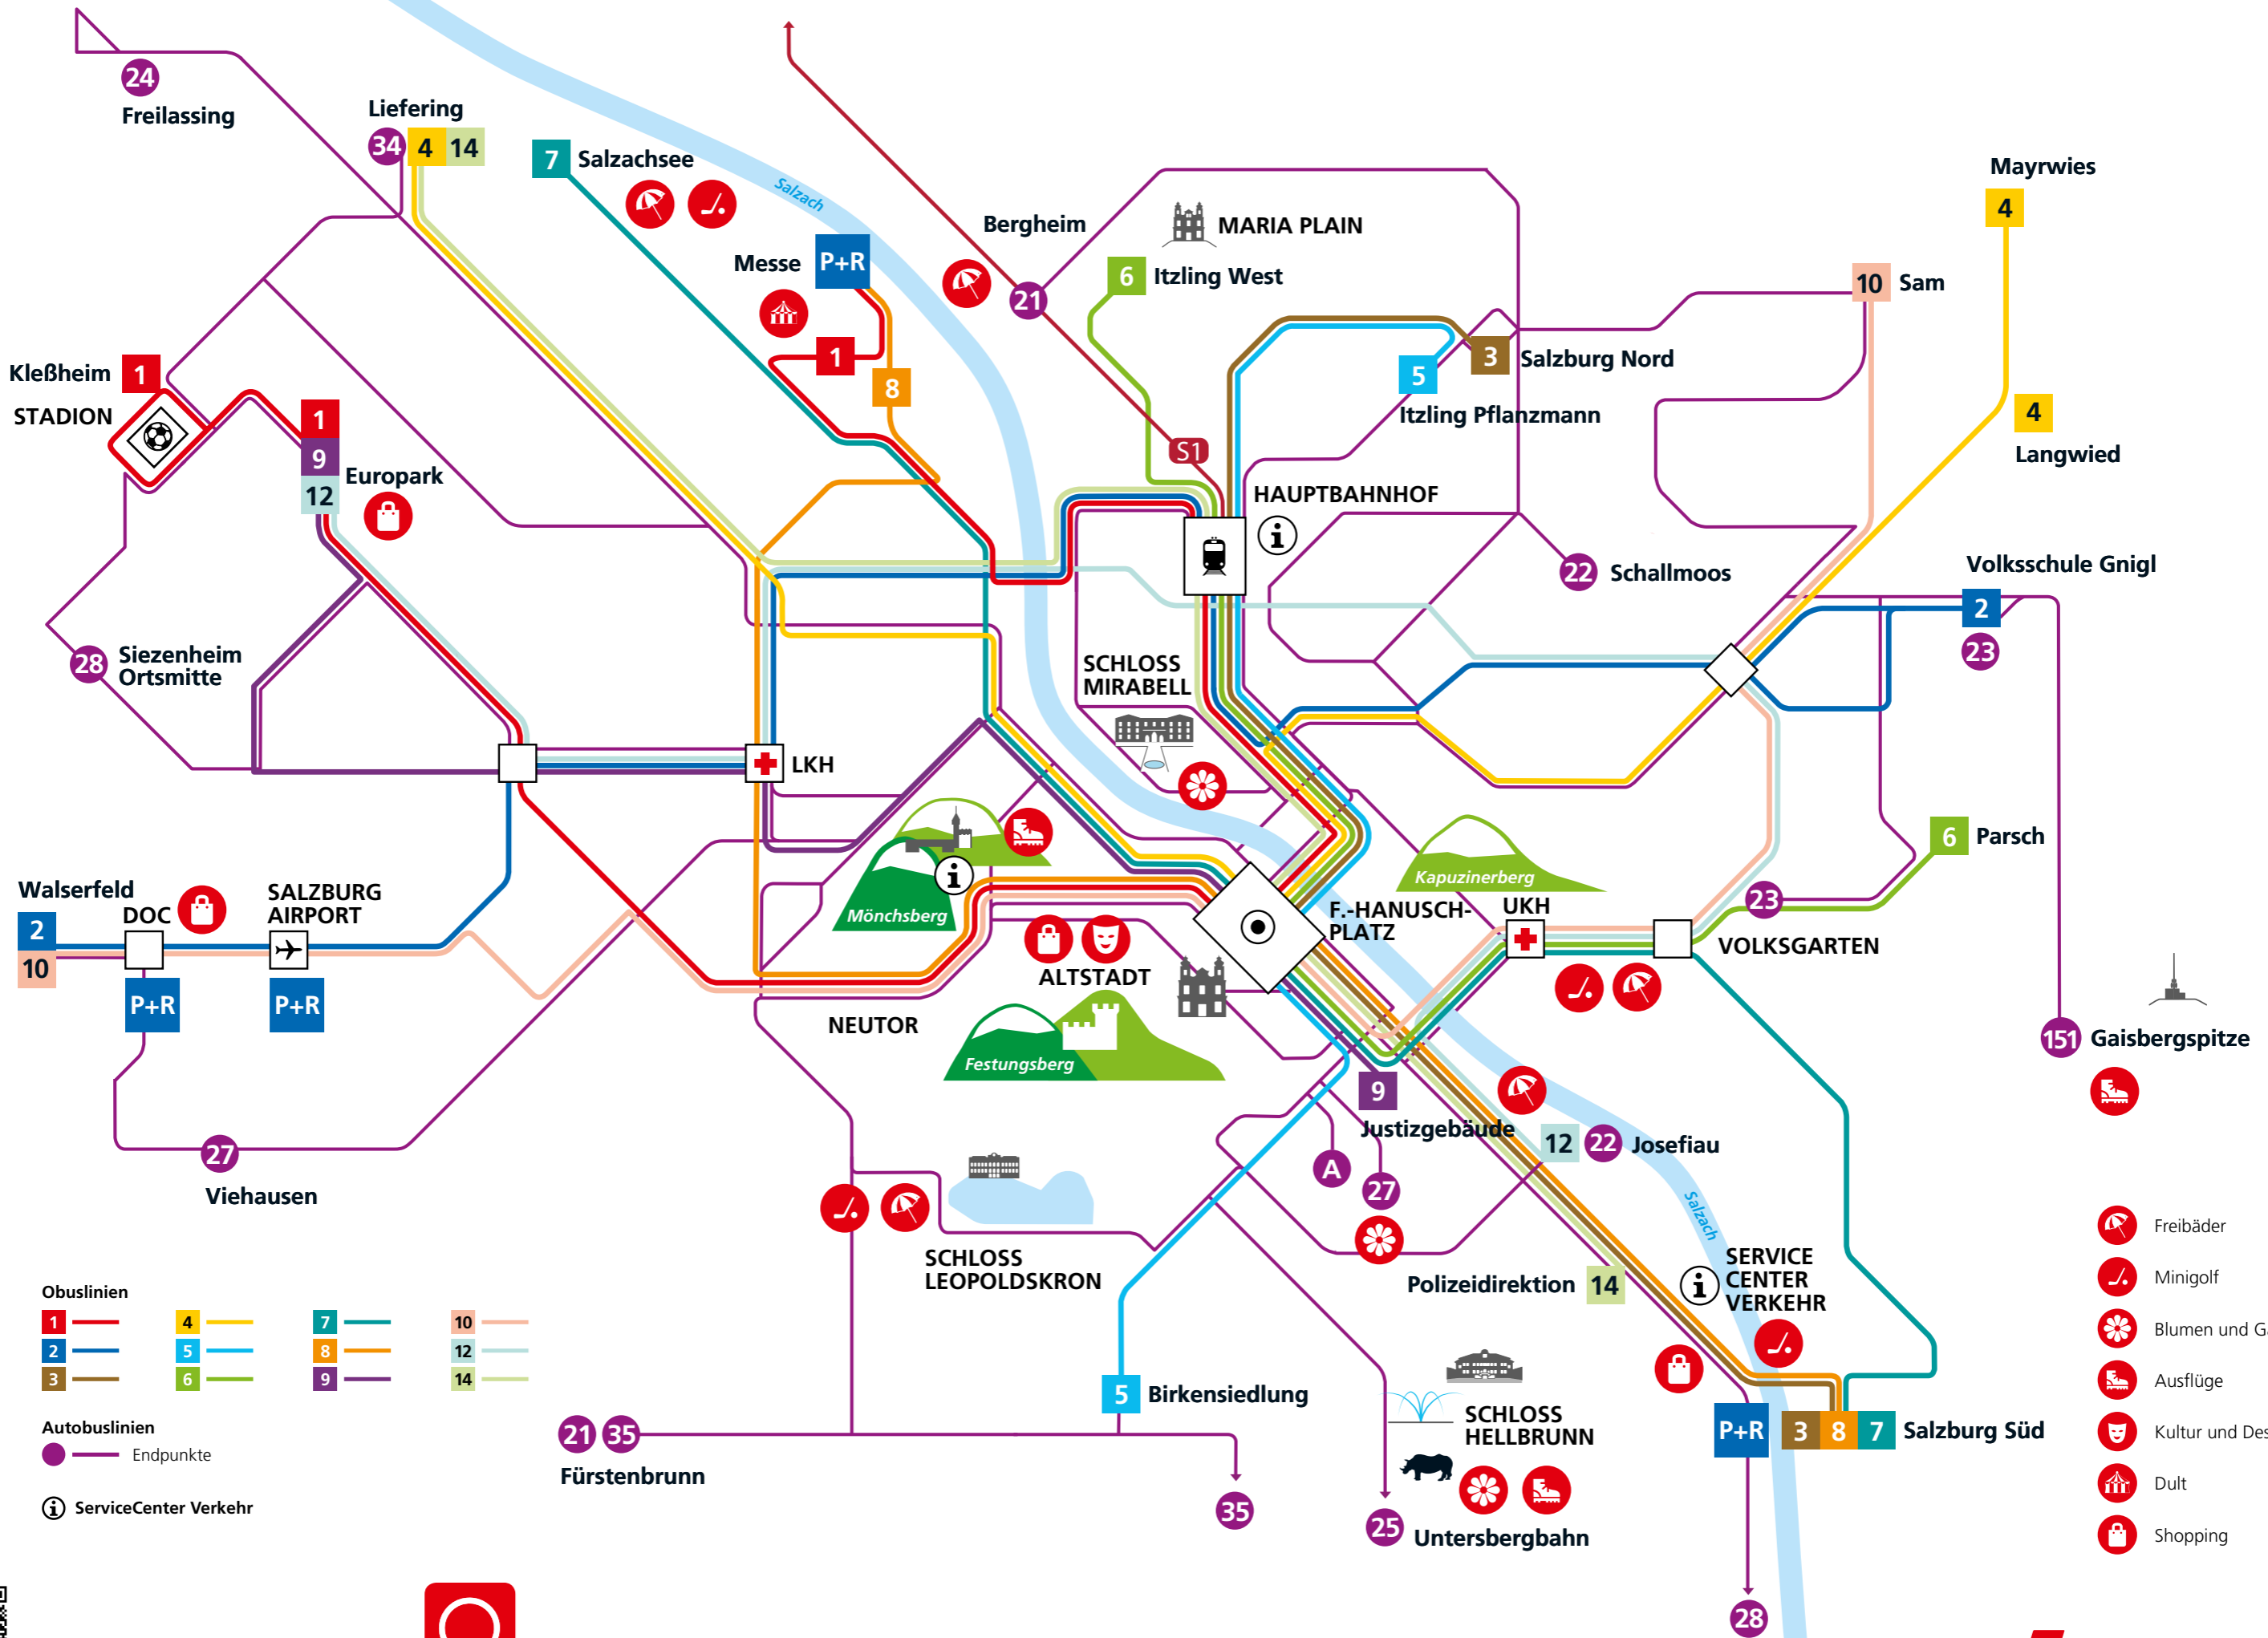 24
Freilassing
Liefering
34 4 14
7 Salzachsee
Salzach
Messe P+R
1
8
Bergheim
21
MARIA PLAIN
6 Itzling West
Mayrwies
4
10 Sam
3 Salzburg Nord
5
Itzling Pflanzmann
4
Langwied
Kleßheim 1
STADION
1
9
12
Europark
S1
HAUPTBAHNHOF
i
22 Schallmoos
Volksschule Gnigl
2
23
28 Siezenheim
Ortsmitte
SCHLOSS
MIRABELL
LKH
6 Parsch
Walserfeld
2
10
DOC
P+R
SALZBURG
AIRPORT
P+R
i
Mönchsberg
Kapuzinerberg
F.-HANUSCH-
PLATZ
UKH
23
VOLKSGARTEN
ALTSTADT
NEUTOR
Festungsberg
151 Gaisbergspitze
9
Justizgebäude
12 22 Josefiau
A
27
27
Viehausen
Salzach
SCHLOSS
LEOPOLDSKRON
Polizeidirektion 14
i
SERVICE
CENTER
VERKEHR
5 Birkensiedlung
SCHLOSS
HELLBRUNN
P+R 3 8 7 Salzburg Süd
21 35
Fürstenbrunn
35
25 Untersbergbahn
28
Obuslinien
1 4 7 10
2 5 8 12
3 6 9 14
Autobuslinien
Endpunkte
i ServiceCenter Verkehr
Freibäder
Minigolf
Blumen und G
Ausflüge
Kultur und Des
Dult
Shopping